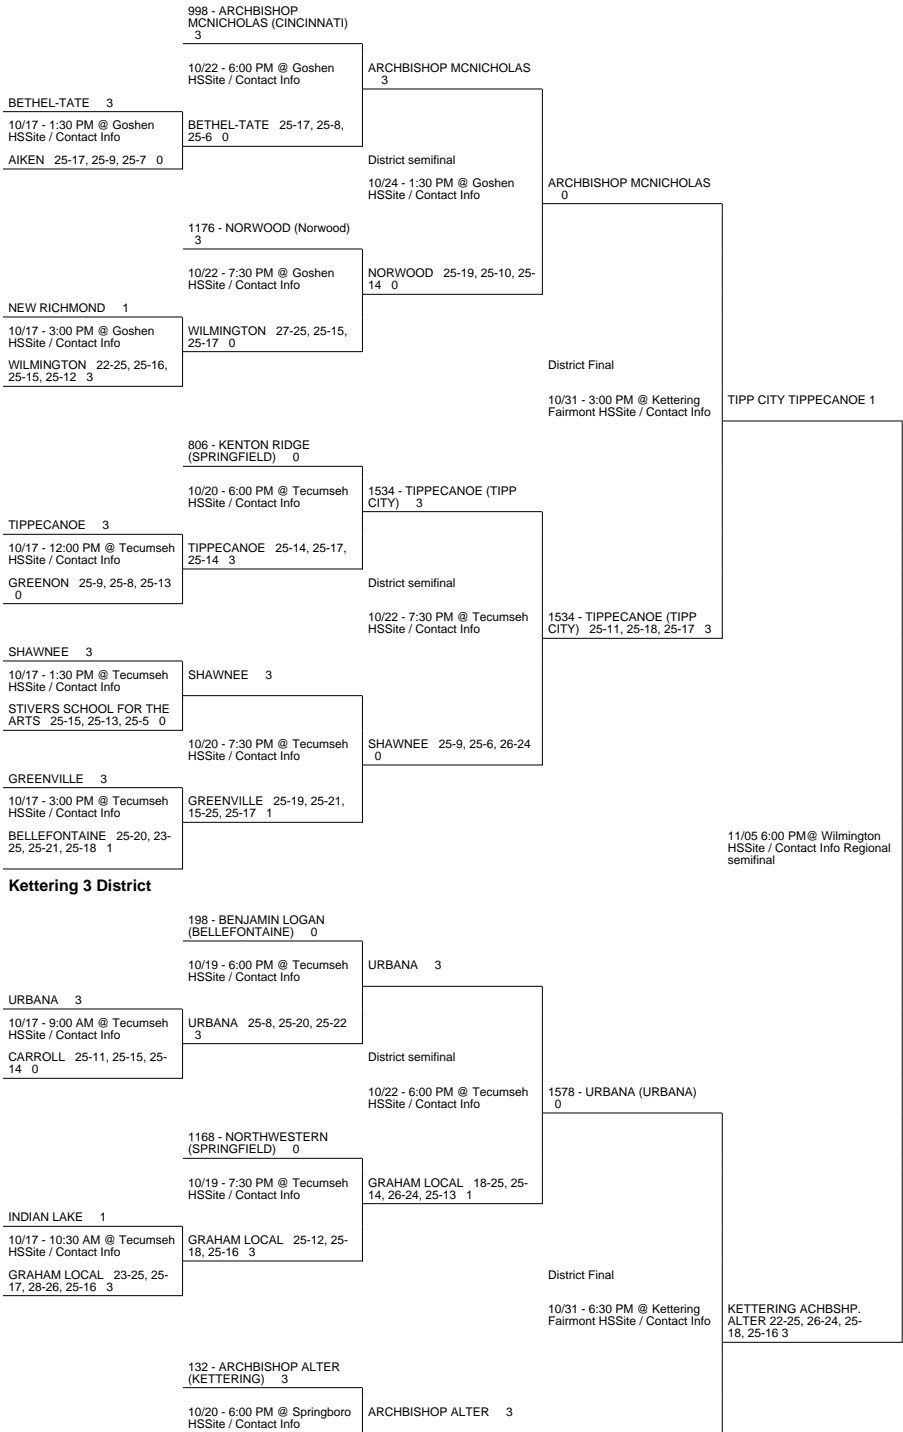 998 - ARCHBISHOP
MCNICHOLAS (CINCINNATI)
3
10/22 - 6:00 PM @ Goshen
HSSite / Contact Info
ARCHBISHOP MCNICHOLAS
3
BETHEL-TATE 3
10/17 - 1:30 PM @ Goshen
HSSite / Contact Info
BETHEL-TATE 25-17, 25-8,
25-6 0
AIKEN 25-17, 25-9, 25-7 0
District semifinal
10/24 - 1:30 PM @ Goshen
HSSite / Contact Info
ARCHBISHOP MCNICHOLAS
0
1176 - NORWOOD (Norwood)
3
10/22 - 7:30 PM @ Goshen
HSSite / Contact Info
NORWOOD 25-19, 25-10, 25-
14 0
NEW RICHMOND 1
10/17 - 3:00 PM @ Goshen
HSSite / Contact Info
WILMINGTON 27-25, 25-15,
25-17 0
WILMINGTON 22-25, 25-16,
25-15, 25-12 3
District Final
10/31 - 3:00 PM @ Kettering
Fairmont HSSite / Contact Info
TIPP CITY TIPPECANOE 1
806 - KENTON RIDGE
(SPRINGFIELD) 0
10/20 - 6:00 PM @ Tecumseh
HSSite / Contact Info
1534 - TIPPECANOE (TIPP
CITY) 3
TIPPECANOE 3
10/17 - 12:00 PM @ Tecumseh
HSSite / Contact Info
TIPPECANOE 25-14, 25-17,
25-14 3
GREENON 25-9, 25-8, 25-13
0
District semifinal
10/22 - 7:30 PM @ Tecumseh
HSSite / Contact Info
1534 - TIPPECANOE (TIPP
CITY) 25-11, 25-18, 25-17 3
SHAWNEE 3
10/17 - 1:30 PM @ Tecumseh
HSSite / Contact Info
SHAWNEE 3
STIVERS SCHOOL FOR THE
ARTS 25-15, 25-13, 25-5 0
10/20 - 7:30 PM @ Tecumseh
HSSite / Contact Info
SHAWNEE 25-9, 25-6, 26-24
0
GREENVILLE 3
10/17 - 3:00 PM @ Tecumseh
HSSite / Contact Info
GREENVILLE 25-19, 25-21,
15-25, 25-17 1
BELLEFONTAINE 25-20, 23-
25, 25-21, 25-18 1
11/05 6:00 PM@ Wilmington
HSSite / Contact Info Regional
semifinal
Kettering 3 District
198 - BENJAMIN LOGAN
(BELLEFONTAINE) 0
10/19 - 6:00 PM @ Tecumseh
HSSite / Contact Info
URBANA 3
URBANA 3
10/17 - 9:00 AM @ Tecumseh
HSSite / Contact Info
URBANA 25-8, 25-20, 25-22
3
CARROLL 25-11, 25-15, 25-
14 0
District semifinal
10/22 - 6:00 PM @ Tecumseh
HSSite / Contact Info
1578 - URBANA (URBANA)
0
1168 - NORTHWESTERN
(SPRINGFIELD) 0
10/19 - 7:30 PM @ Tecumseh
HSSite / Contact Info
GRAHAM LOCAL 18-25, 25-
14, 26-24, 25-13 1
INDIAN LAKE 1
10/17 - 10:30 AM @ Tecumseh
HSSite / Contact Info
GRAHAM LOCAL 25-12, 25-
18, 25-16 3
GRAHAM LOCAL 23-25, 25-
17, 28-26, 25-16 3
District Final
10/31 - 6:30 PM @ Kettering
Fairmont HSSite / Contact Info
KETTERING ACHBSHP.
ALTER 22-25, 26-24, 25-
18, 25-16 3
132 - ARCHBISHOP ALTER
(KETTERING) 3
10/20 - 6:00 PM @ Springboro
HSSite / Contact Info
ARCHBISHOP ALTER 3